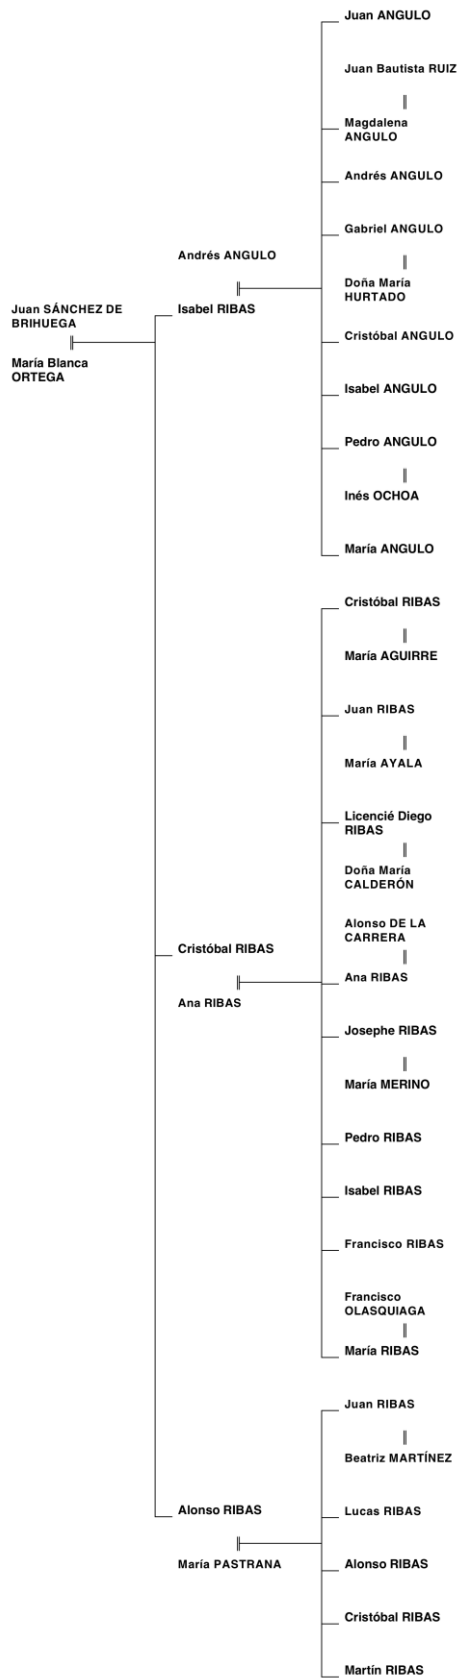 Juan ANGULO
Juan Bautista RUIZ
Magdalena
ANGULO
Andrés ANGULO
Gabriel ANGULO
Andrés ANGULO
Doña María
HURTADO
Isabel RIBAS
Juan SÁNCHEZ DE
BRIHUEGA
Cristóbal ANGULO
María Blanca
ORTEGA
Isabel ANGULO
Pedro ANGULO
Inés OCHOA
María ANGULO
Cristóbal RIBAS
María AGUIRRE
Juan RIBAS
María AYALA
Licencié Diego
RIBAS
Doña María
CALDERÓN
Alonso DE LA
CARRERA
Cristóbal RIBAS
Ana RIBAS
Ana RIBAS
Josephe RIBAS
María MERINO
Pedro RIBAS
Isabel RIBAS
Francisco RIBAS
Francisco
OLASQUIAGA
María RIBAS
Juan RIBAS
Beatriz MARTÍNEZ
Alonso RIBAS
Lucas RIBAS
María PASTRANA
Alonso RIBAS
Cristóbal RIBAS
Martín RIBAS